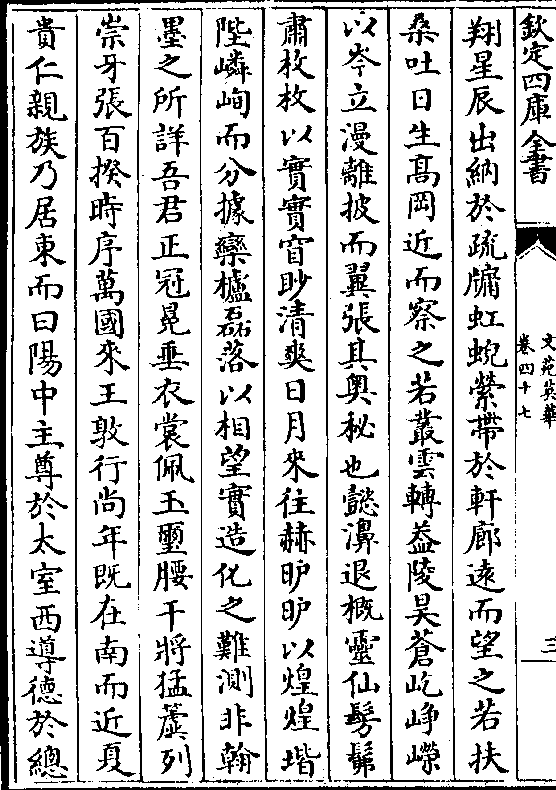 欽定四庫全書
文苑英華
卷四十七
三
翔星辰出納於疏牖虹蜺縈帶於軒廊遠而望之若扶
桑吐日生髙岡近而察之若叢雲轉葢陵昊蒼屹崢嶸
以岑立漫離披而翼張其奥秘也懿濞退概靈仙髣髴
肅枚枚以實實窅眇清爽日月來往赫昈昈以煌煌堦
陛嶙峋而分據欒櫨磊落以相望實造化之難測非翰
墨之所詳吾君正冠冕垂衣裳佩玉璽腰干將猛虡列
崇牙張百揆時序萬國來王敦行尚年既在南而近夏
貴仁親族乃居東而曰陽中主尊於太室西導德於總